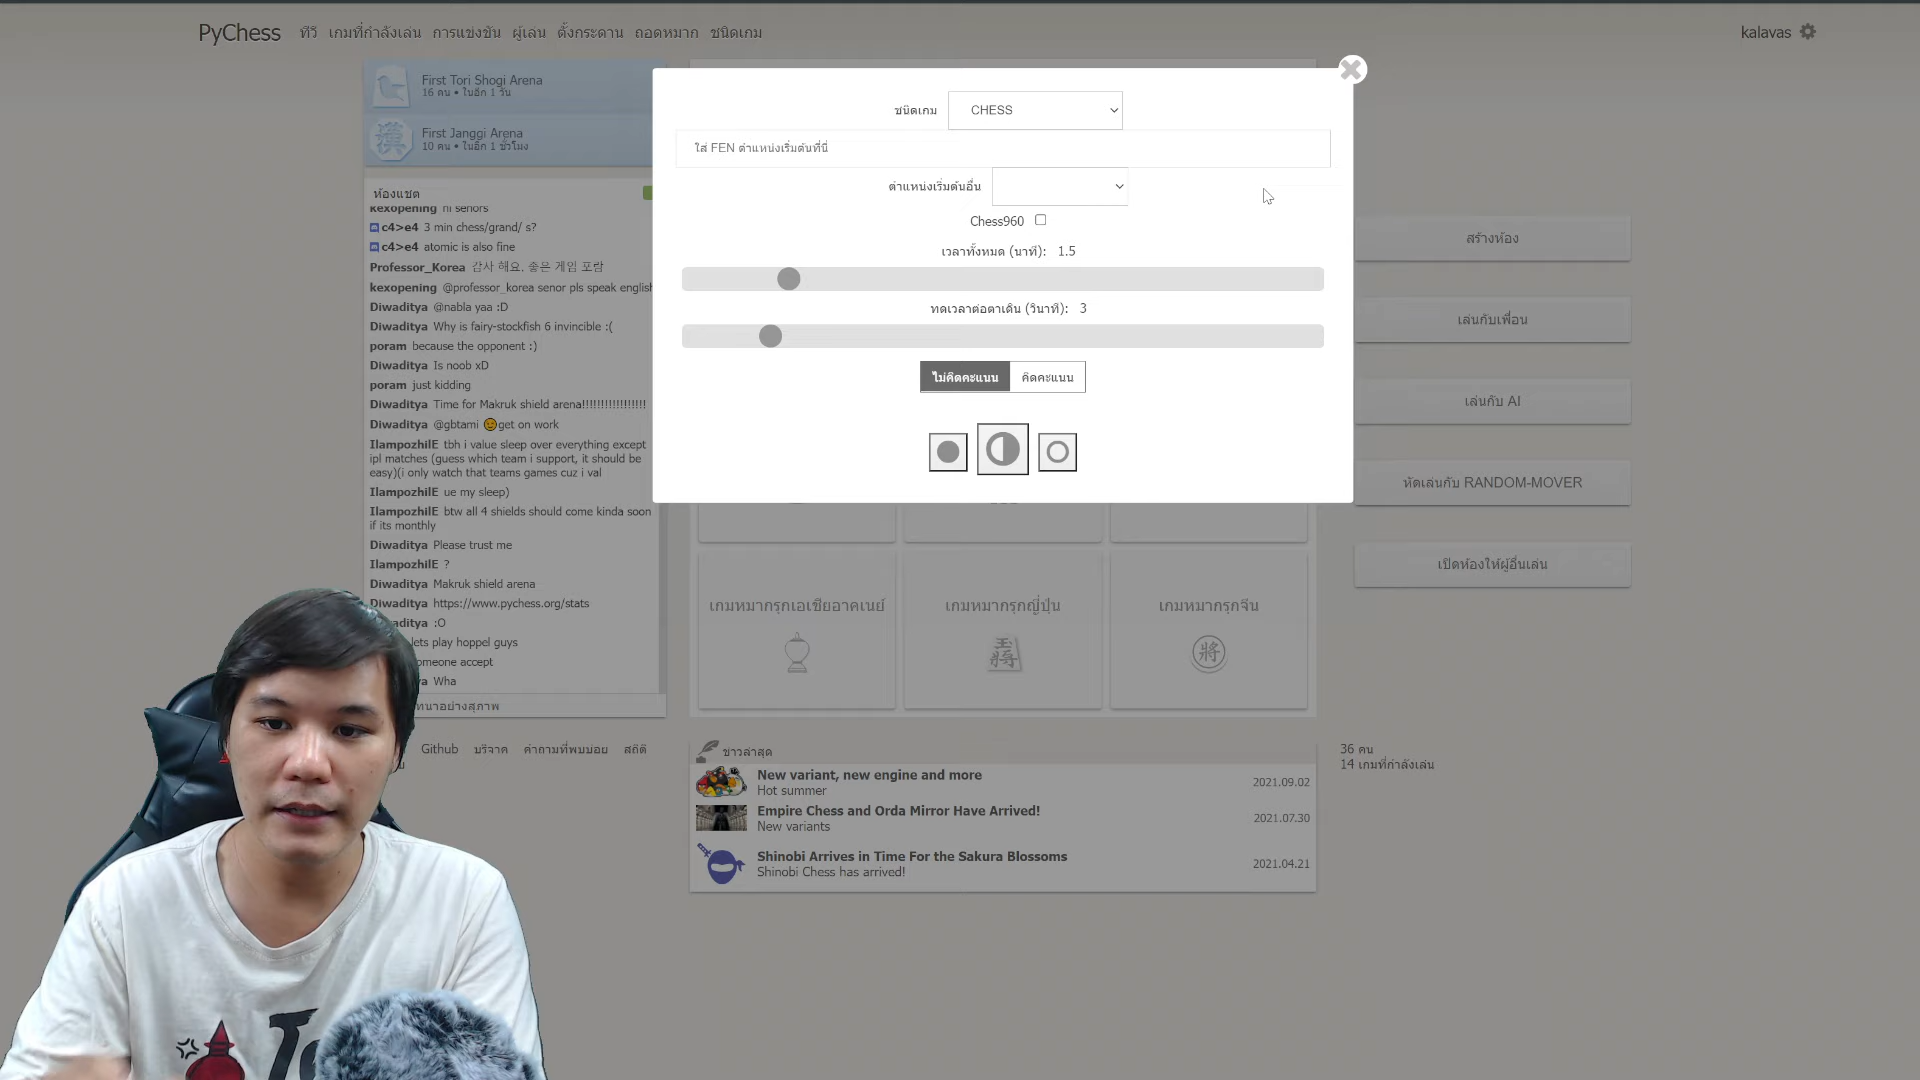 PyChess ทีวี เกมที่กำลังเล่น การแข่งขัน ผู้เล่น ตั้งกระดาน ถอดหมาก ชนิดเกม
kalavas
First Tori Shogi Arena
16 คน • ในอีก 1 วัน
First Janggi Arena
10 คน • ในอีก 1 ชั่วโมง
ห้องแชต
kexopening hi senors
c4>e4 3 min chess/grand/ s?
c4>e4 atomic is also fine
Professor_Korea 감사 해요. 좋은 게임 포람
kexopening @professor_korea senor pls speak english
Diwaditya @nabla yaa :D
Diwaditya Why is fairy-stockfish 6 invincible :(
poram because the opponent :)
Diwaditya Is noob xD
poram just kidding
Diwaditya Time for Makruk shield arena!!!!!!!!!!!!!!!!!
Diwaditya @gbtami 😉get on work
IlampozhilE tbh i value sleep over everything except
ipl matches (guess which team i support, it should be
easy)(i only watch that teams games cuz i val
IlampozhilE ue my sleep)
IlampozhilE btw all 4 shields should come kinda soon
if its monthly
Diwaditya Please trust me
IlampozhilE ?
Diwaditya Makruk shield arena
Diwaditya https://www.pychess.org/stats
aditya :O
lets play hoppel guys
omeone accept
a Wha
ทนาอย่างสุภาพ
Github บริจาค คำถามที่พบบ่อย สถิติ
ชนิดเกม CHESS
ใส่ FEN ตำแหน่งเริ่มต้นที่นี่
ตำแหน่งเริ่มต้นอื่น
Chess960
เวลาทั้งหมด (นาที): 1.5
ทดเวลาต่อตาเดิน (วินาที): 3
ไม่คิดคะแนน คิดคะแนน
เกมหมากรุกเอเชียอาคเนย์ เกมหมากรุกญี่ปุ่น เกมหมากรุกจีน
將
ข่าวล่าสุด
New variant, new engine and more
Hot summer
2021.09.02
Empire Chess and Orda Mirror Have Arrived!
New variants
2021.07.30
Shinobi Arrives in Time For the Sakura Blossoms
Shinobi Chess has arrived!
2021.04.21
สร้างห้อง
เล่นกับเพื่อน
เล่นกับ AI
หัดเล่นกับ RANDOM-MOVER
เปิดห้องให้ผู้อื่นเล่น
36 คน
14 เกมที่กำลังเล่น